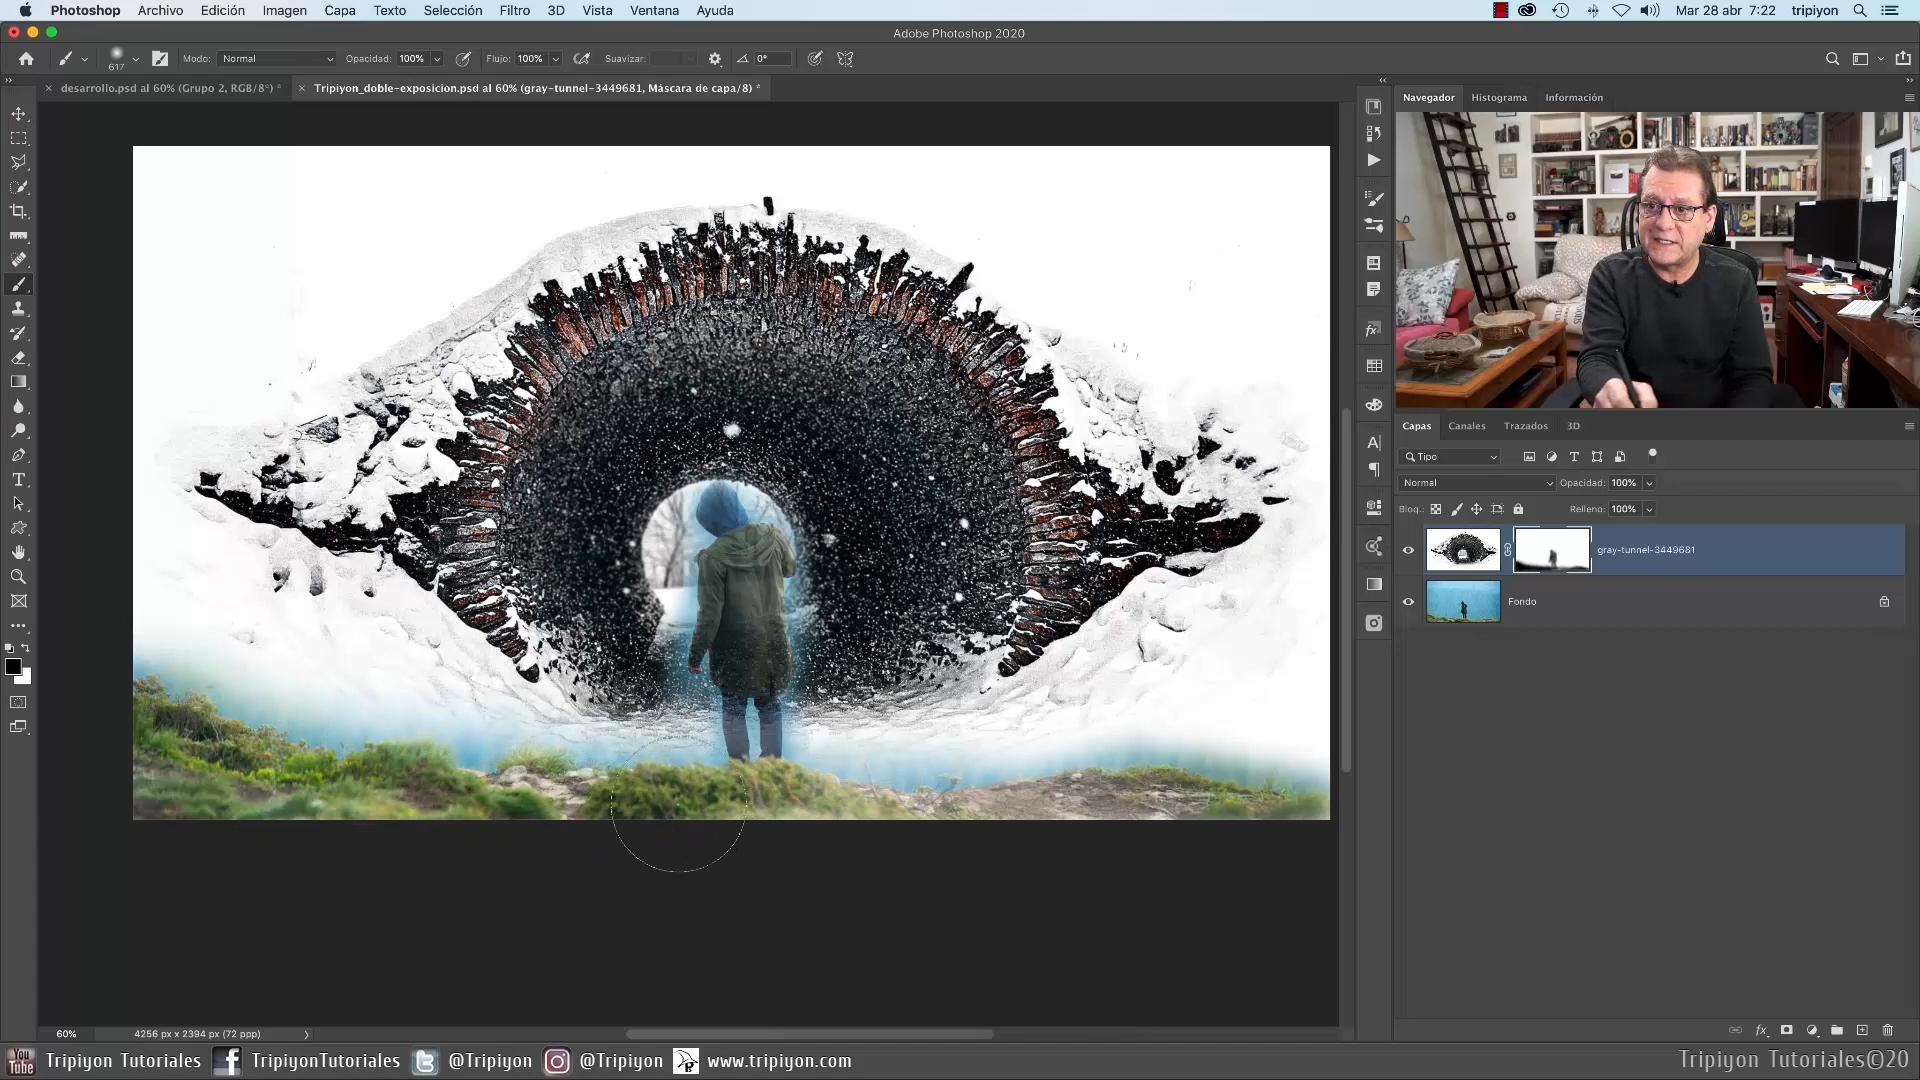 Photoshop Archivo Edición Imagen Capa Texto Selección Filtro 3D Vista Ventana Ayuda Mar 28 abr 7:22 tripiyon
Adobe Photoshop 2020
617 Modo: Normal Opacidad: 100% Flujo: 100% Suavizar: 0°
desarrollo.psd al 60% (Grupo 2, RGB/8*) * Tripiyon_doble-exposicion.psd al 60% (gray-tunnel-3449681, Máscara de capa/8) *
Navegador Histograma Información
Capas Canales Trazados 3D
Tipo
Normal Opacidad: 100%
Bloq.: Relleno: 100%
gray-tunnel-3449681
Fondo
60% 4256 px x 2394 px (72 ppp)
You Tube Tripiyon Tutoriales TripiyonTutoriales @Tripiyon @Tripiyon www.tripiyon.com Tripiyon Tutoriales©20